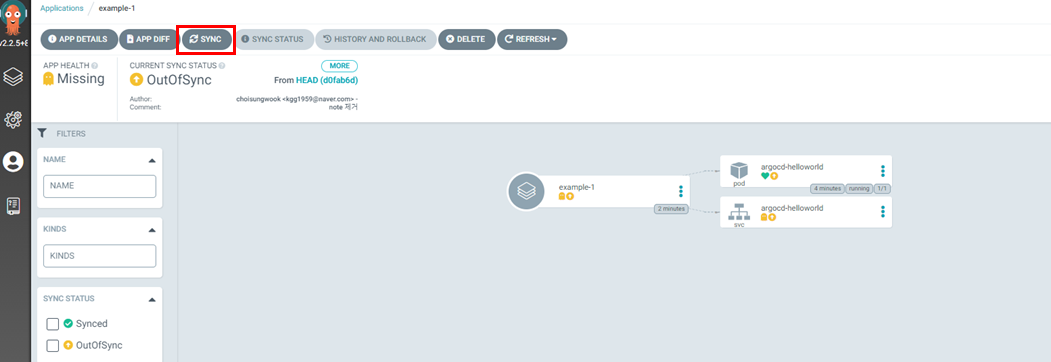 Applications / example-1
v2.2.5+8
APP DETAILS APP DIFF SYNC SYNC STATUS HISTORY AND ROLLBACK DELETE REFRESH
APP HEALTH
Missing
CURRENT SYNC STATUS
MORE
OutOfSync
From HEAD (d0fab6d)
Author: choisungwook <kgg1959@naver.com> -
Comment: note 제거
FILTERS
NAME
NAME
KINDS
KINDS
SYNC STATUS
Synced
OutOfSync
example-1
2 minutes
argocd-helloworld
pod
4 minutes running 1/1
argocd-helloworld
svc